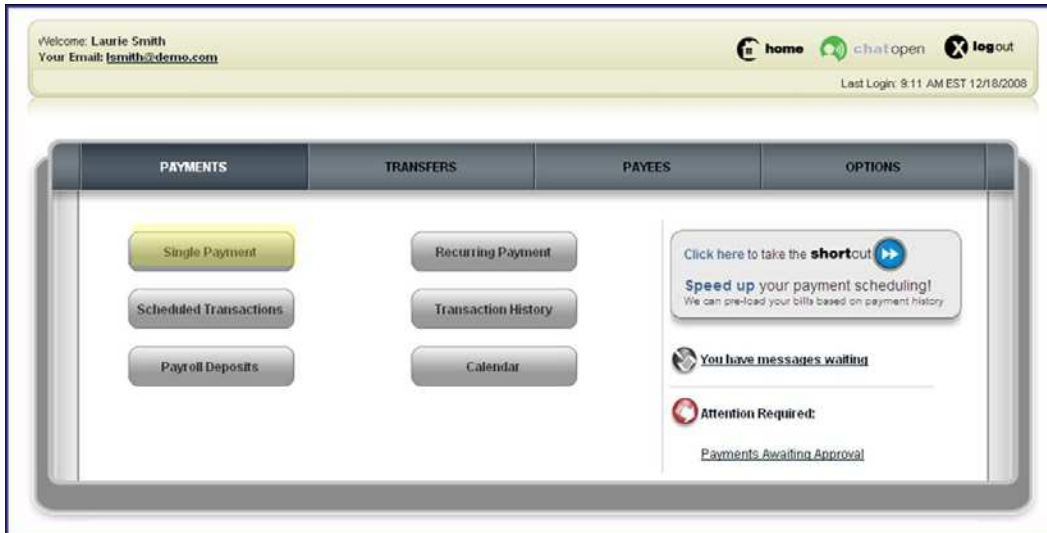 Welcome: Laurie Smith
Your Email: lsmith@demo.com
home chatopen logout
Last Login: 9:11 AM EST 12/18/2008
PAYMENTS TRANSFERS PAYEES OPTIONS
Single Payment Recurring Payment
Scheduled Transactions Transaction History
Payroll Deposits Calendar
Click here to take the shortcut
Speed up your payment scheduling!
We can pre-load your bills based on payment history
You have messages waiting
Attention Required:
Payments Awaiting Approval